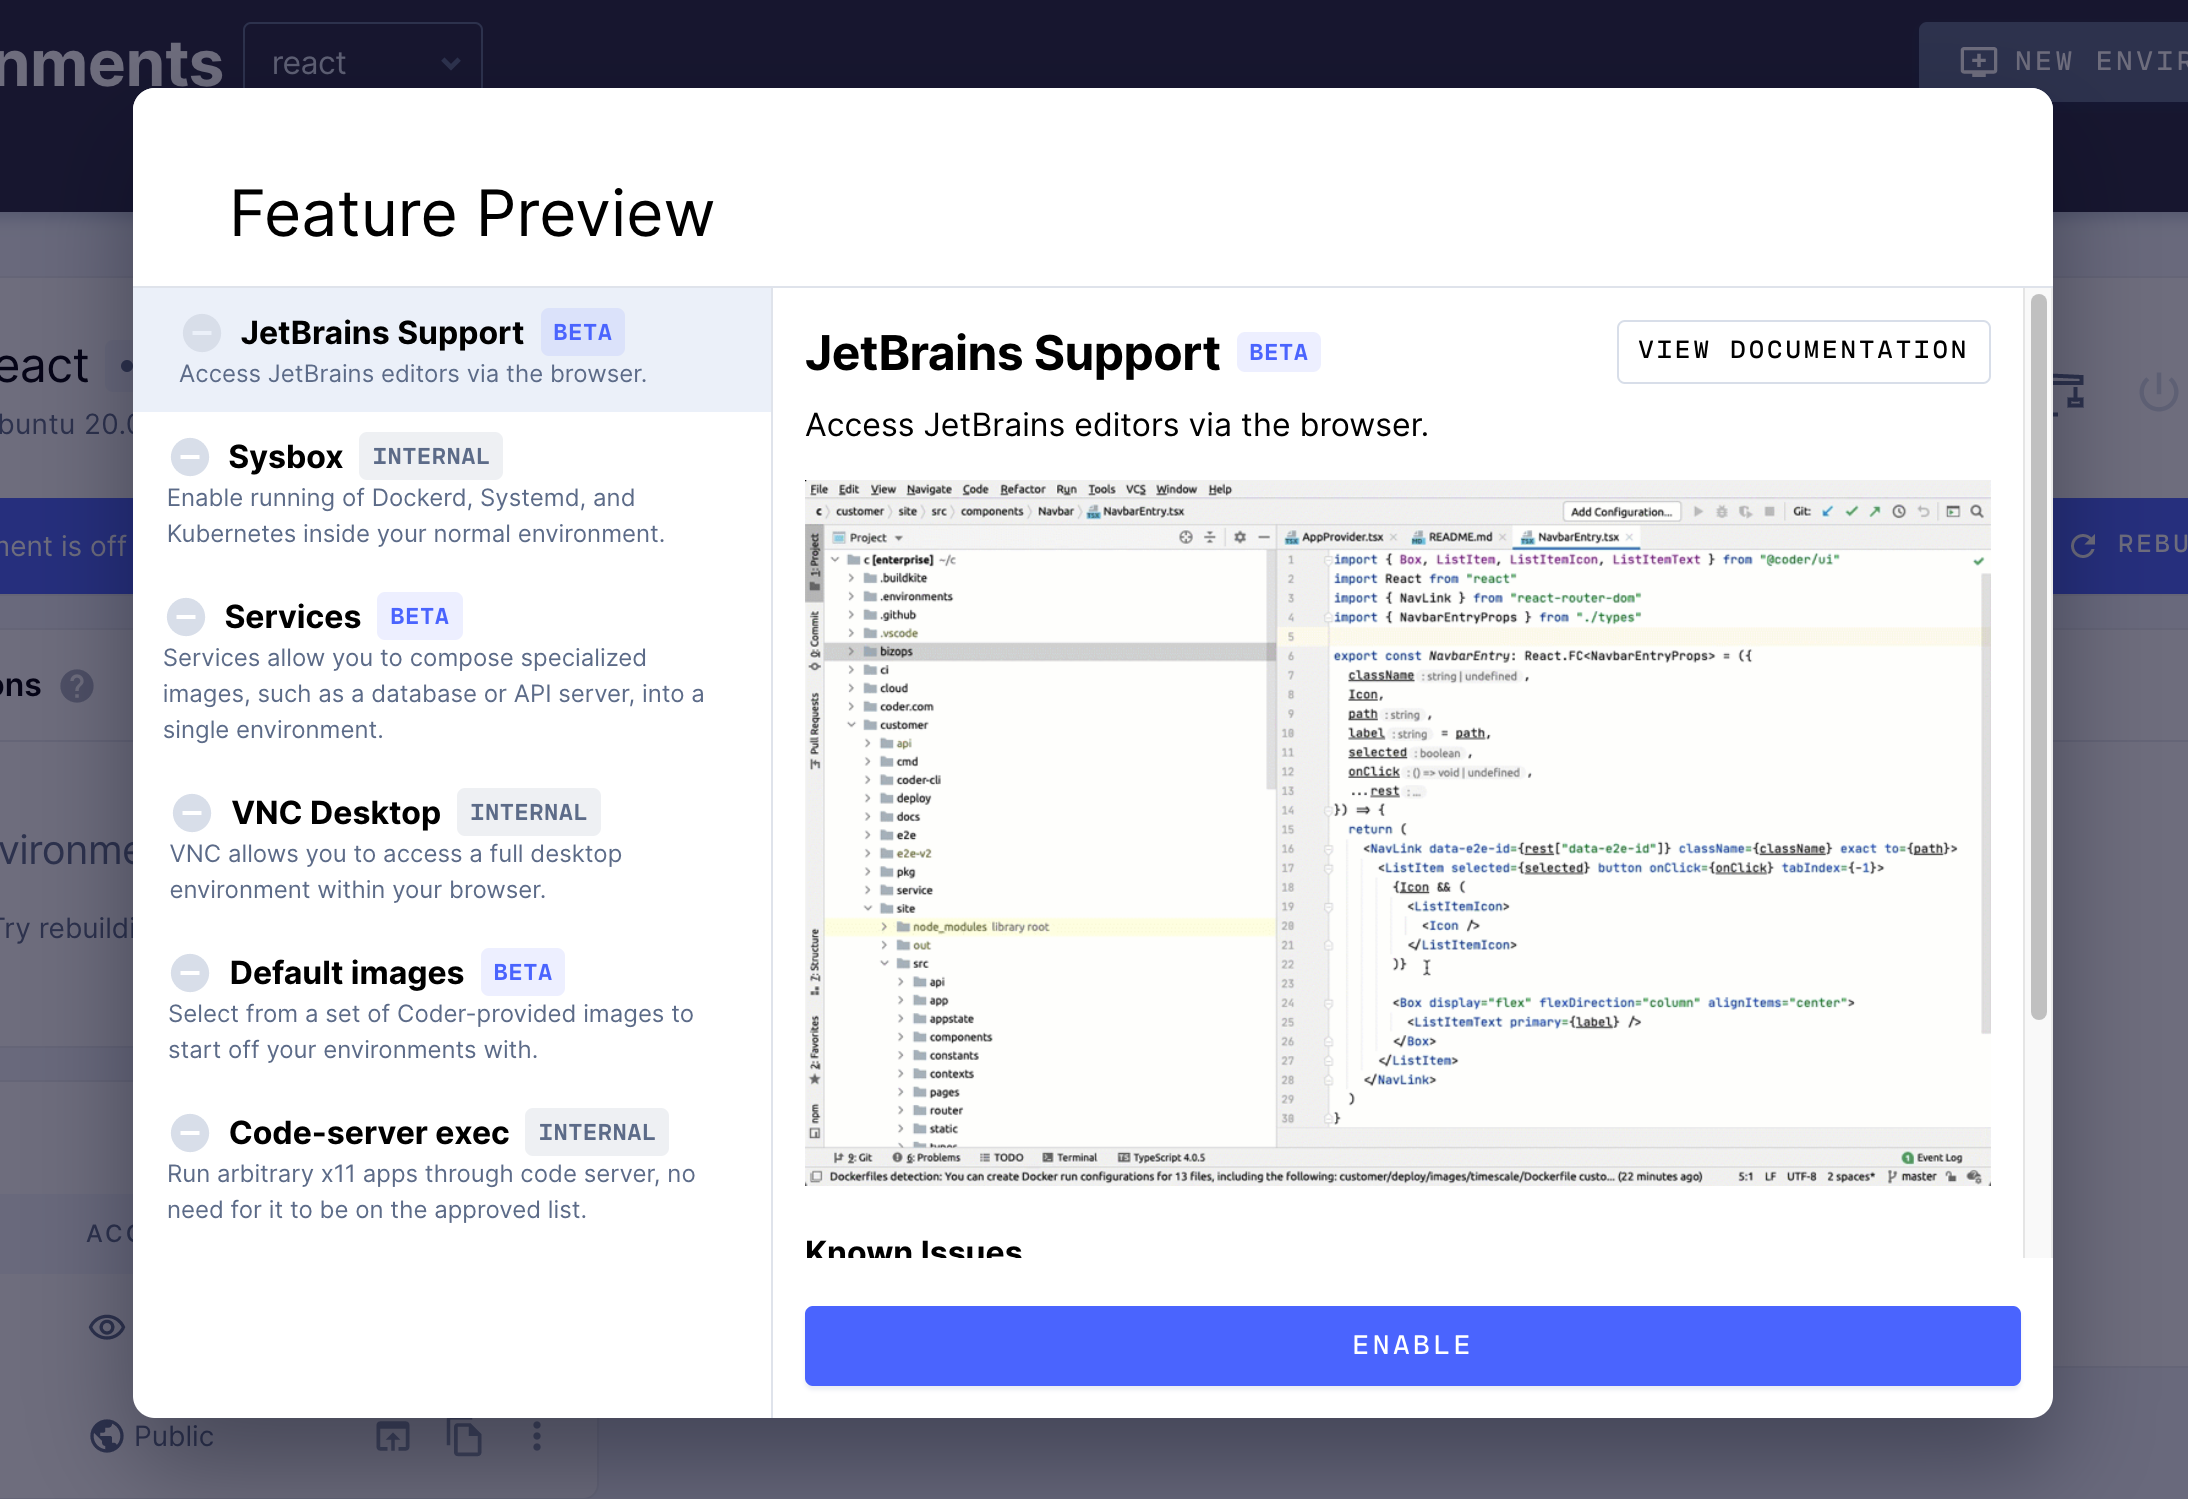 nments
react
NEW ENVIR
Feature Preview
JetBrains Support BETA
Access JetBrains editors via the browser.
Sysbox INTERNAL
Enable running of Dockerd, Systemd, and
Kubernetes inside your normal environment.
Services BETA
Services allow you to compose specialized
images, such as a database or API server, into a
single environment.
VNC Desktop INTERNAL
VNC allows you to access a full desktop
environment within your browser.
Default images BETA
Select from a set of Coder-provided images to
start off your environments with.
Code-server exec INTERNAL
Run arbitrary x11 apps through code server, no
need for it to be on the approved list.
JetBrains Support BETA
VIEW DOCUMENTATION
Access JetBrains editors via the browser.
File Edit View Navigate Code Refactor Run Tools VCS Window Help
c customer site src components Navbar NavbarEntry.tsx
Add Configuration...
Git:
1: Project
0: Commit
Pull Requests
7: Structure
2: Favorites
npm
Project
c [enterprise] ~/c
.buildkite
.environments
.github
.vscode
bizops
ci
cloud
coder.com
customer
api
cmd
coder-cli
deploy
docs
e2e
e2e-v2
pkg
service
site
node_modules library root
out
src
api
app
appstate
components
constants
contexts
pages
router
static
types
AppProvider.tsx README.md NavbarEntry.tsx
1 import { Box, ListItem, ListItemIcon, ListItemText } from "@coder/ui"
2 import React from "react"
3 import { NavLink } from "react-router-dom"
4 import { NavbarEntryProps } from "./types"
5
6 export const NavbarEntry: React.FC<NavbarEntryProps> = ({
7 className : string | undefined ,
8 Icon,
9 path : string ,
10 label : string = path,
11 selected : boolean ,
12 onClick : () => void | undefined ,
13 ...rest : ...
14 }) => {
15 return (
16 <NavLink data-e2e-id={rest["data-e2e-id"]} className={className} exact to={path}>
17 <ListItem selected={selected} button onClick={onClick} tabIndex={-1}>
18 {Icon && (
19 <ListItemIcon>
20 <Icon />
21 </ListItemIcon>
22 )}
23
24 <Box display="flex" flexDirection="column" alignItems="center">
25 <ListItemText primary={label} />
26 </Box>
27 </ListItem>
28 </NavLink>
29 )
30 }
9: Git 6: Problems TODO Terminal TypeScript 4.0.5
1 Event Log
Dockerfiles detection: You can create Docker run configurations for 13 files, including the following: customer/deploy/images/timescale/Dockerfile custo... (22 minutes ago)
5:1 LF UTF-8 2 spaces* master
Known Issues
ENABLE
eact
buntu 20.0
nent is off
REBU
ons
vironme
Try rebuildi
ACC
Public